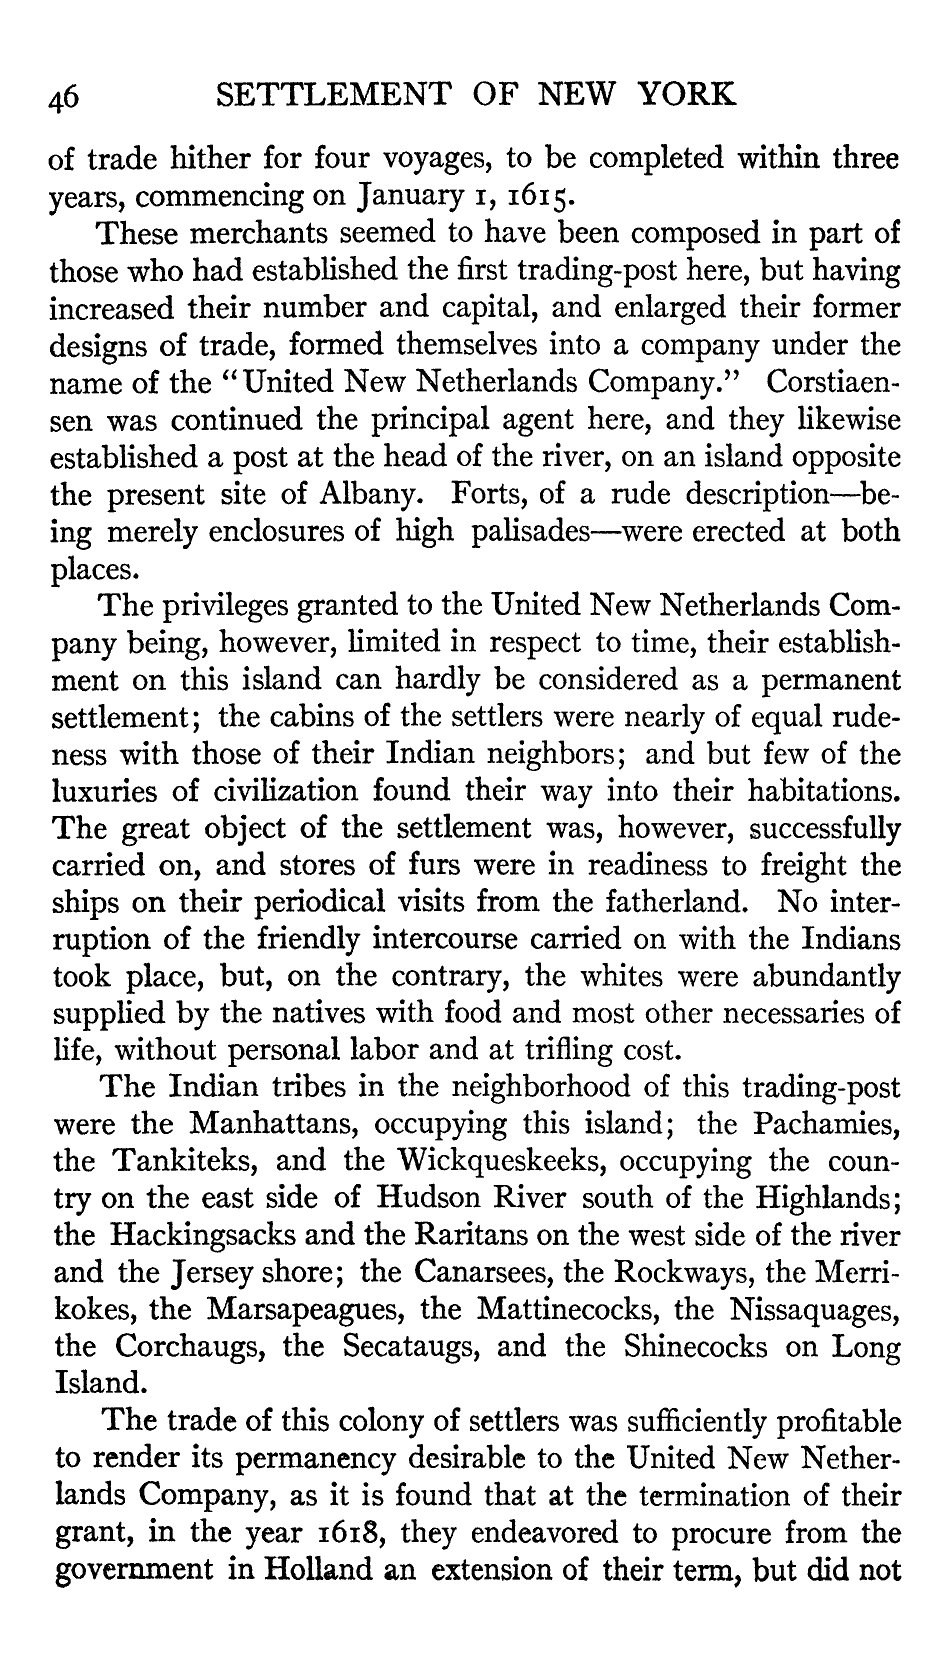 46 SETTLEMENT OF NEW YORK
of trade hither for four voyages, to be completed within three
years, commencing on January 1, 1615.
These merchants seemed to have been composed in part of
those who had established the first trading-post here, but having
increased their number and capital, and enlarged their former
designs of trade, formed themselves into a company under the
name of the “United New Netherlands Company.” Corstiaen-
sen was continued the principal agent here, and they likewise
established a post at the head of the river, on an island opposite
the present site of Albany. Forts, of a rude description—be-
ing merely enclosures of high palisades—were erected at both
places.
The privileges granted to the United New Netherlands Com-
pany being, however, limited in respect to time, their establish-
ment on this island can hardly be considered as a permanent
settlement; the cabins of the settlers were nearly of equal rude-
ness with those of their Indian neighbors; and but few of the
luxuries of civilization found their way into their habitations.
The great object of the settlement was, however, successfully
carried on, and stores of furs were in readiness to freight the
ships on their periodical visits from the fatherland. No inter-
ruption of the friendly intercourse carried on with the Indians
took place, but, on the contrary, the whites were abundantly
supplied by the natives with food and most other necessaries of
life, without personal labor and at trifling cost.
The Indian tribes in the neighborhood of this trading-post
were the Manhattans, occupying this island; the Pachamies,
the Tankiteks, and the Wickqueskeeks, occupying the coun-
try on the east side of Hudson River south of the Highlands;
the Hackingsacks and the Raritans on the west side of the river
and the Jersey shore; the Canarsees, the Rockways, the Merri-
kokes, the Marsapeagues, the Mattinecocks, the Nissaquages,
the Corchaugs, the Secataugs, and the Shinecocks on Long
Island.
The trade of this colony of settlers was sufficiently profitable
to render its permanency desirable to the United New Nether-
lands Company, as it is found that at the termination of their
grant, in the year 1618, they endeavored to procure from the
government in Holland an extension of their term, but did not